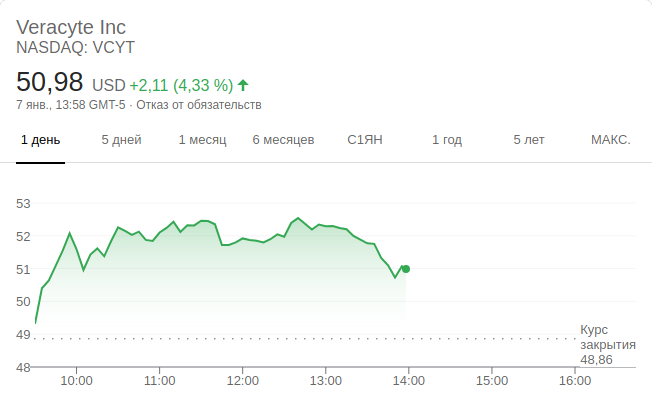 Veracyte Inc
NASDAQ: VCYT
50,98 USD +2,11 (4,33 %)
7 янв., 13:58 GMT-5 · Отказ от обязательств
1 день 5 дней 1 месяц 6 месяцев С1ЯН 1 год 5 лет МАКС.
53
52
51
50
49
48
Курс
закрытия
48,86
10:00 11:00 12:00 13:00 14:00 15:00 16:00